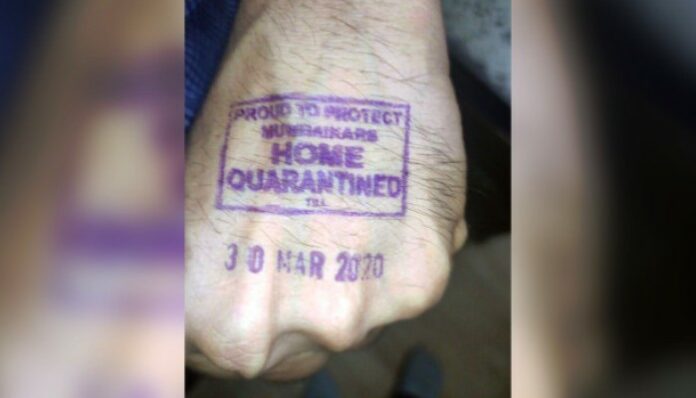 PROUD TO PROTECT
MUMBAIKARS
HOME
QUARANTINED
TILL
30 MAR 2020